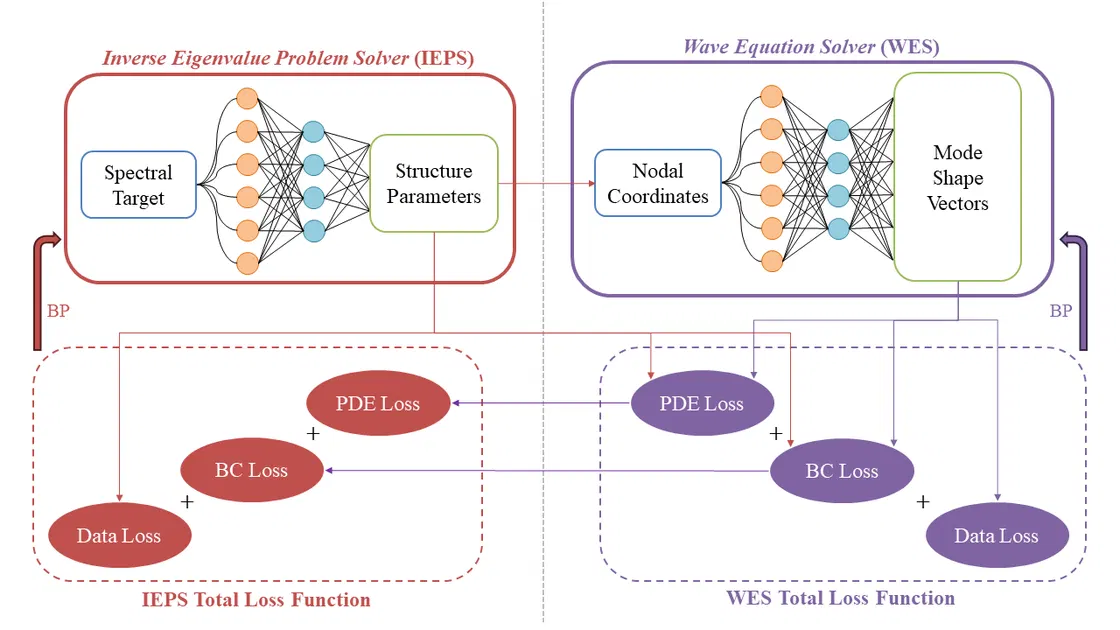 Inverse Eigenvalue Problem Solver (IEPS)
Spectral
Target
Structure
Parameters
BP
PDE Loss
+
BC Loss
+
Data Loss
IEPS Total Loss Function
Wave Equation Solver (WES)
Nodal
Coordinates
Mode
Shape
Vectors
BP
PDE Loss
+
BC Loss
+
Data Loss
WES Total Loss Function